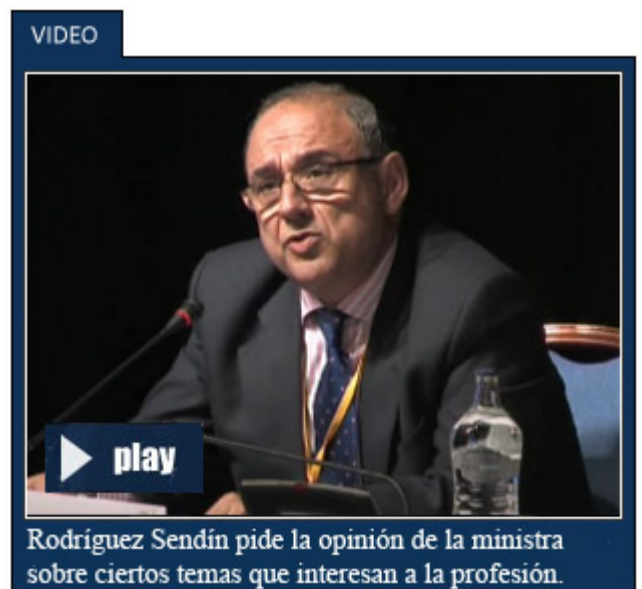 VIDEO
play
Rodríguez Sendín pide la opinión de la ministra
sobre ciertos temas que interesan a la profesión.